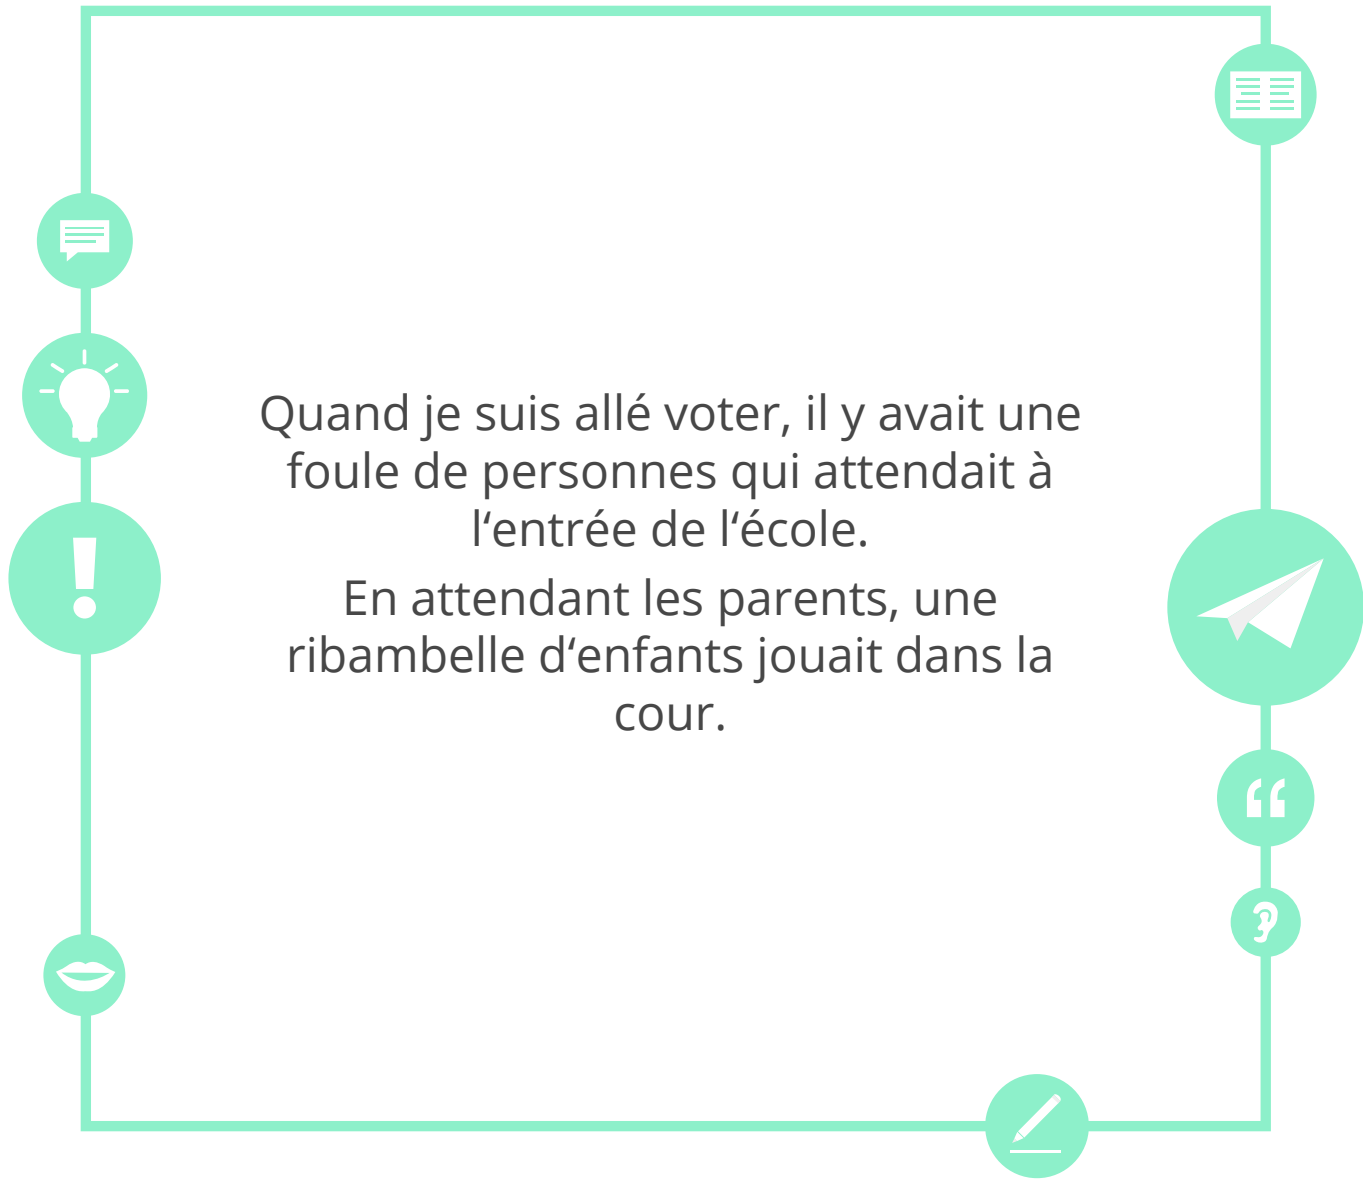 Quand je suis allé voter, il y avait une
foule de personnes qui attendait à
l‘entrée de l‘école.
En attendant les parents, une
ribambelle d‘enfants jouait dans la
cour.